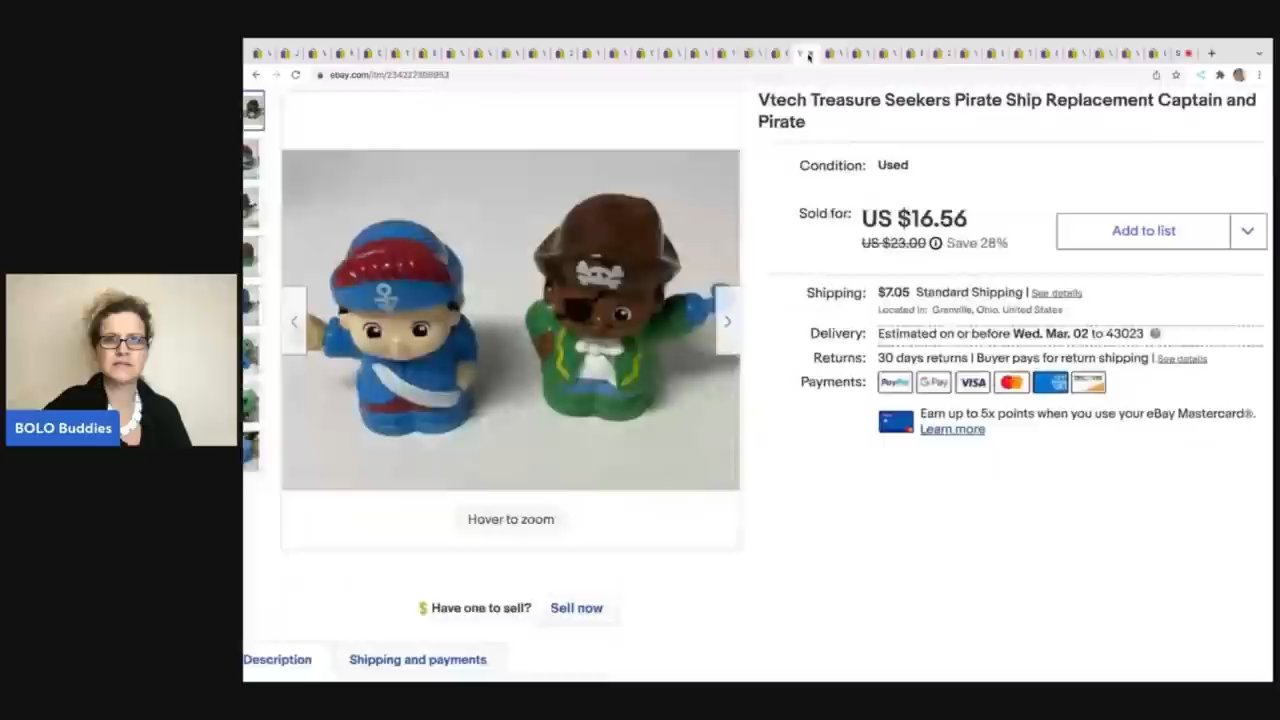 Vtech Treasure Seekers Pirate Ship Replacement Captain and
Pirate
Condition: Used
Sold for: US $16.56
US $23.00 Save 28%
Add to list
Shipping: $7.05 Standard Shipping | See details
Located in: Granville, Ohio, United States
Delivery: Estimated on or before Wed. Mar. 02 to 43023
Returns: 30 days returns | Buyer pays for return shipping | See details
Payments: PayPal G Pay VISA
Earn up to 5x points when you use your eBay Mastercard®.
Learn more
BOLO Buddies
Hover to zoom
$ Have one to sell? Sell now
Description Shipping and payments